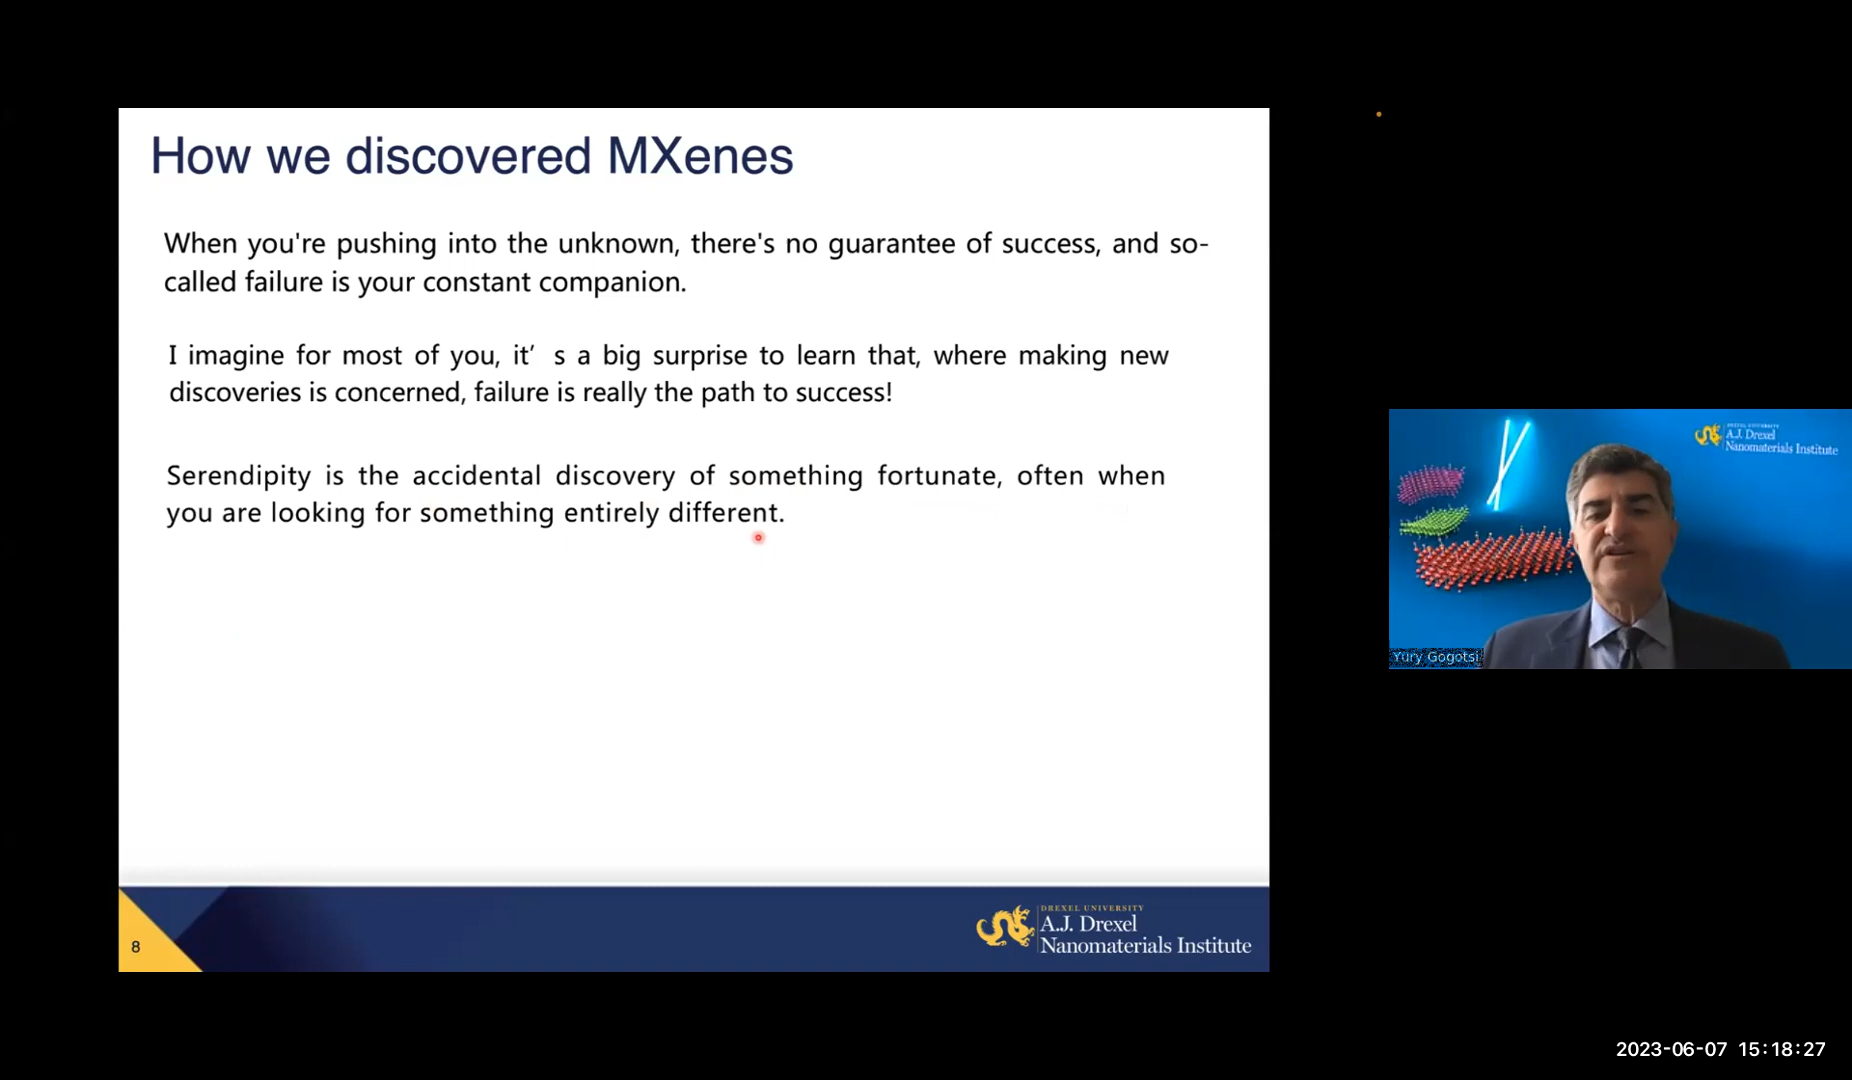 How we discovered MXenes
When you're pushing into the unknown, there's no guarantee of success, and so-
called failure is your constant companion.
I imagine for most of you, it’ s a big surprise to learn that, where making new
discoveries is concerned, failure is really the path to success!
Serendipity is the accidental discovery of something fortunate, often when
you are looking for something entirely different.
8
DREXEL UNIVERSITY
A.J. Drexel
Nanomaterials Institute
DREXEL UNIVERSITY
A.J. Drexel
Nanomaterials Institute
Yury Gogotsi
2023-06-07 15:18:27